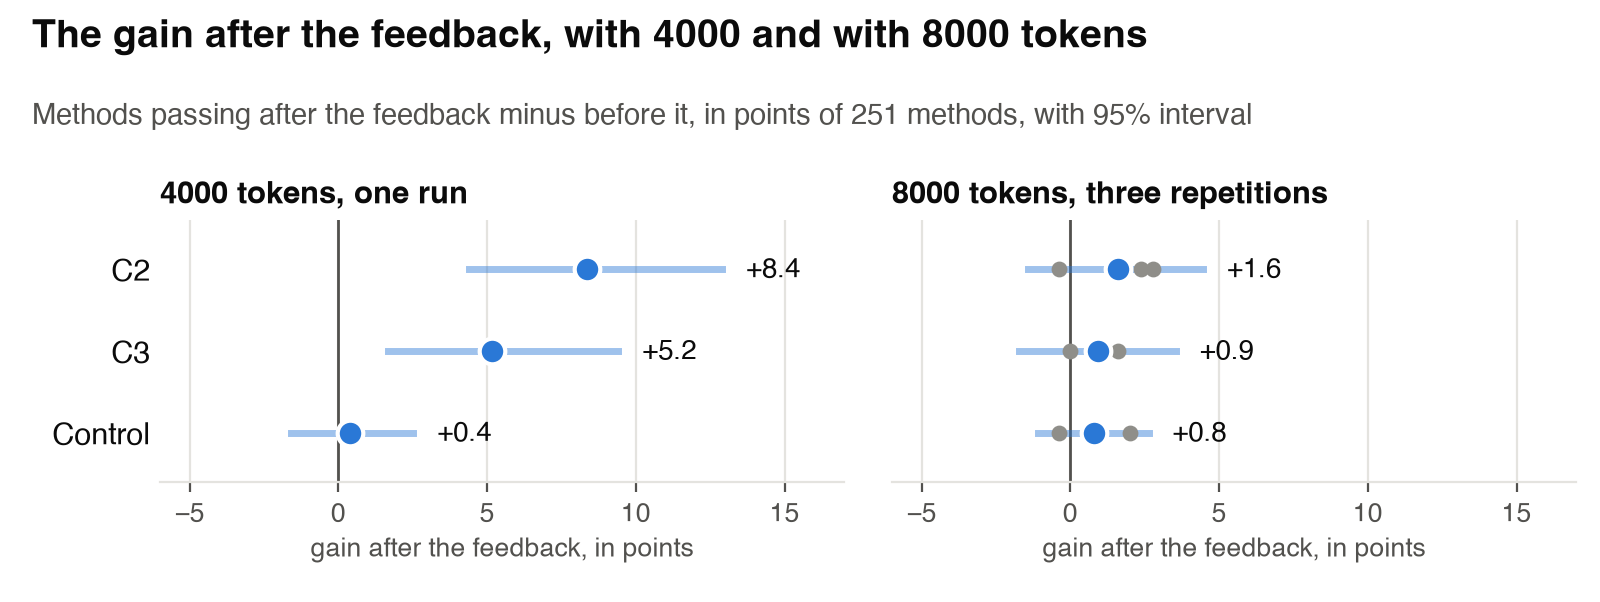 The gain after the feedback, with 4000 and with 8000 tokens
Methods passing after the feedback minus before it, in points of 251 methods, with 95% interval
4000 tokens, one run
C2
+8.4
C3
+5.2
Control
+0.4
−5 0 5 10 15
gain after the feedback, in points
8000 tokens, three repetitions
+1.6
+0.9
+0.8
−5 0 5 10 15
gain after the feedback, in points